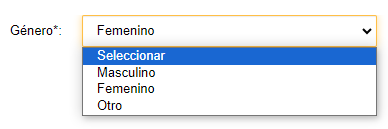 Género*: Femenino
Seleccionar
Masculino
Femenino
Otro